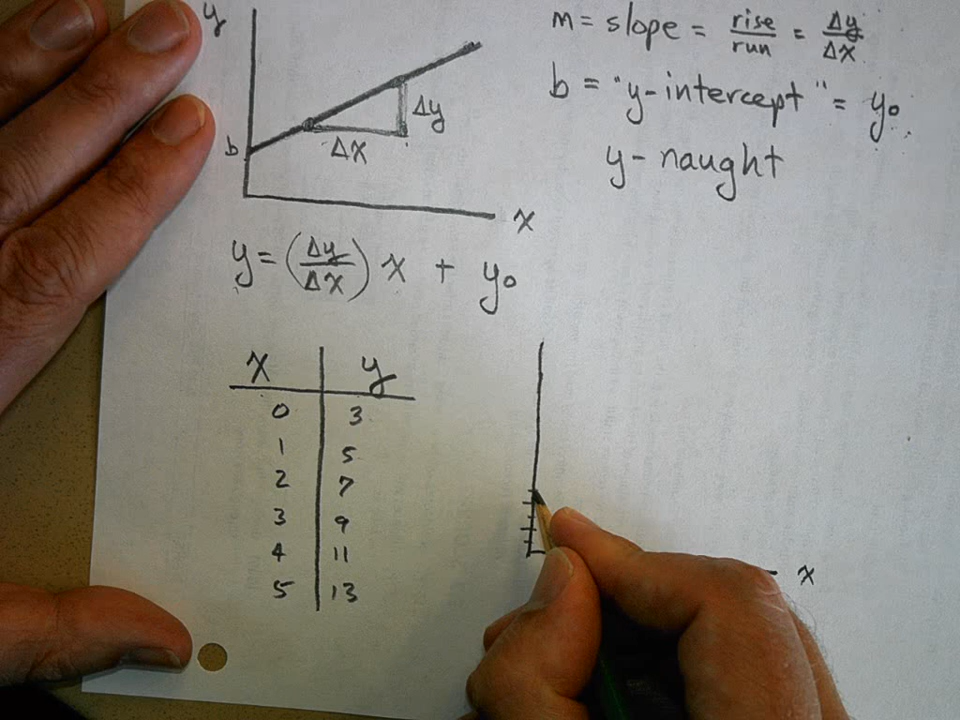 y
m = slope = rise/run = Δy/Δx
b = "y-intercept" = y₀
y - naught
Δy
b
Δx
x
y = (Δy/Δx) x + y₀
x y
0 3
1 5
2 7
3 9
4 11
5 13
x